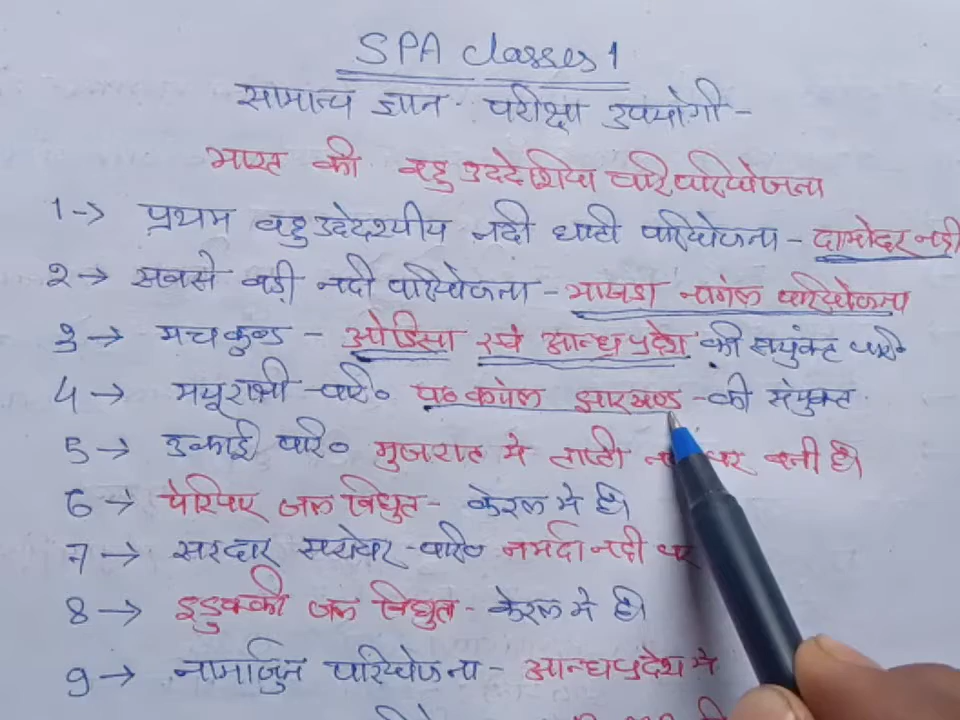 SPA Classes 1
सामान्य ज्ञान - परीक्षा उपयोगी -
भारत की बहु उददेशिय परियोजना
1-> प्रथम बहुउद्देश्यीय नदी घाटी परियोजना - दामोदर नदी
2 -> सबसे बड़ी नदी परियोजना - भाखडा नागंल परियोजना
3 -> मचकुण्ड - ओडिसा एवं आन्ध्रप्रदेश की सयुंक्ट परि०
4 -> मयूराक्षी - परि० प० बंगाल झारखण्ड - की संयुक्त
5 -> उकाई परि० गुजरात मे ताप्ती पर बनी है।
6 -> पेरियार जल विधुत - केरल मे है।
7 -> सरदार सरोवर - परि० नर्मदा नदी पर
8 -> इडुक्की जल विधुत - केरल मे है।
9 -> नागार्जुन परियोजना - आन्ध्रप्रदेश मे